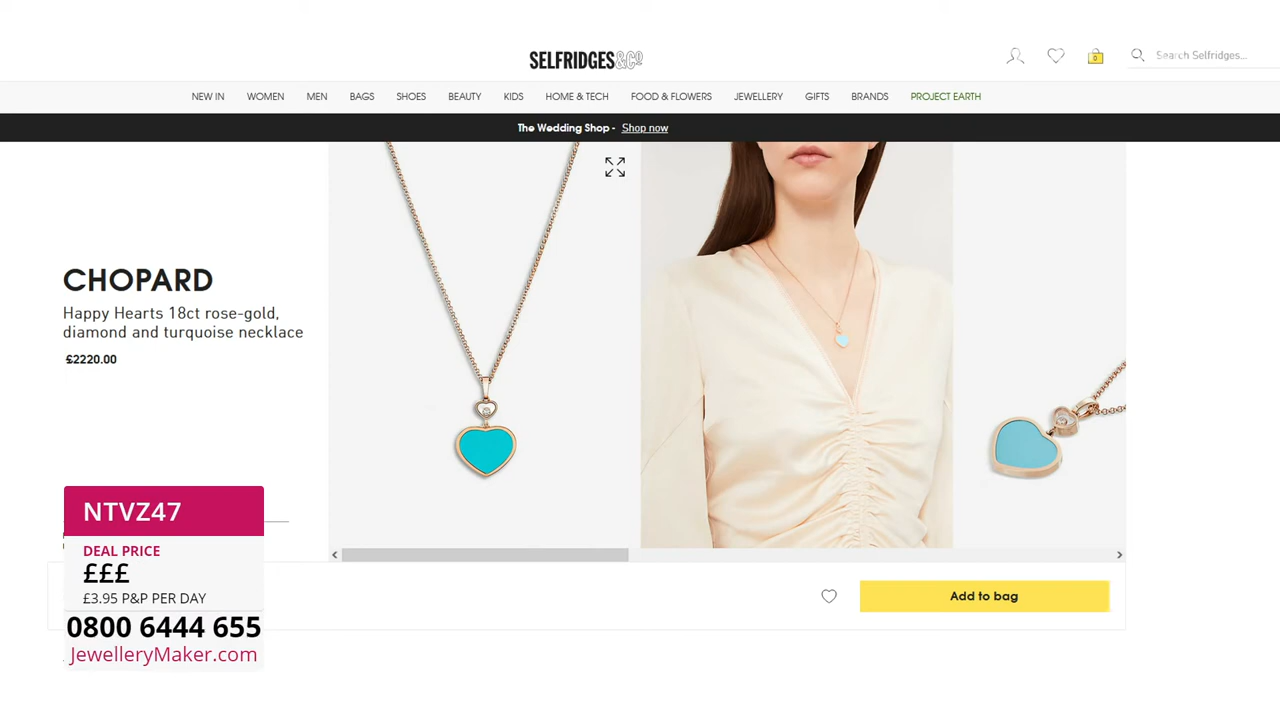 SELFRIDGES&CO
0
Search Selfridges...
NEW IN WOMEN MEN BAGS SHOES BEAUTY KIDS HOME & TECH FOOD & FLOWERS JEWELLERY GIFTS BRANDS PROJECT EARTH
The Wedding Shop - Shop now
CHOPARD
Happy Hearts 18ct rose-gold,
diamond and turquoise necklace
£2220.00
NTVZ47
DEAL PRICE
£££
£3.95 P&P PER DAY
0800 6444 655
JewelleryMaker.com
Add to bag